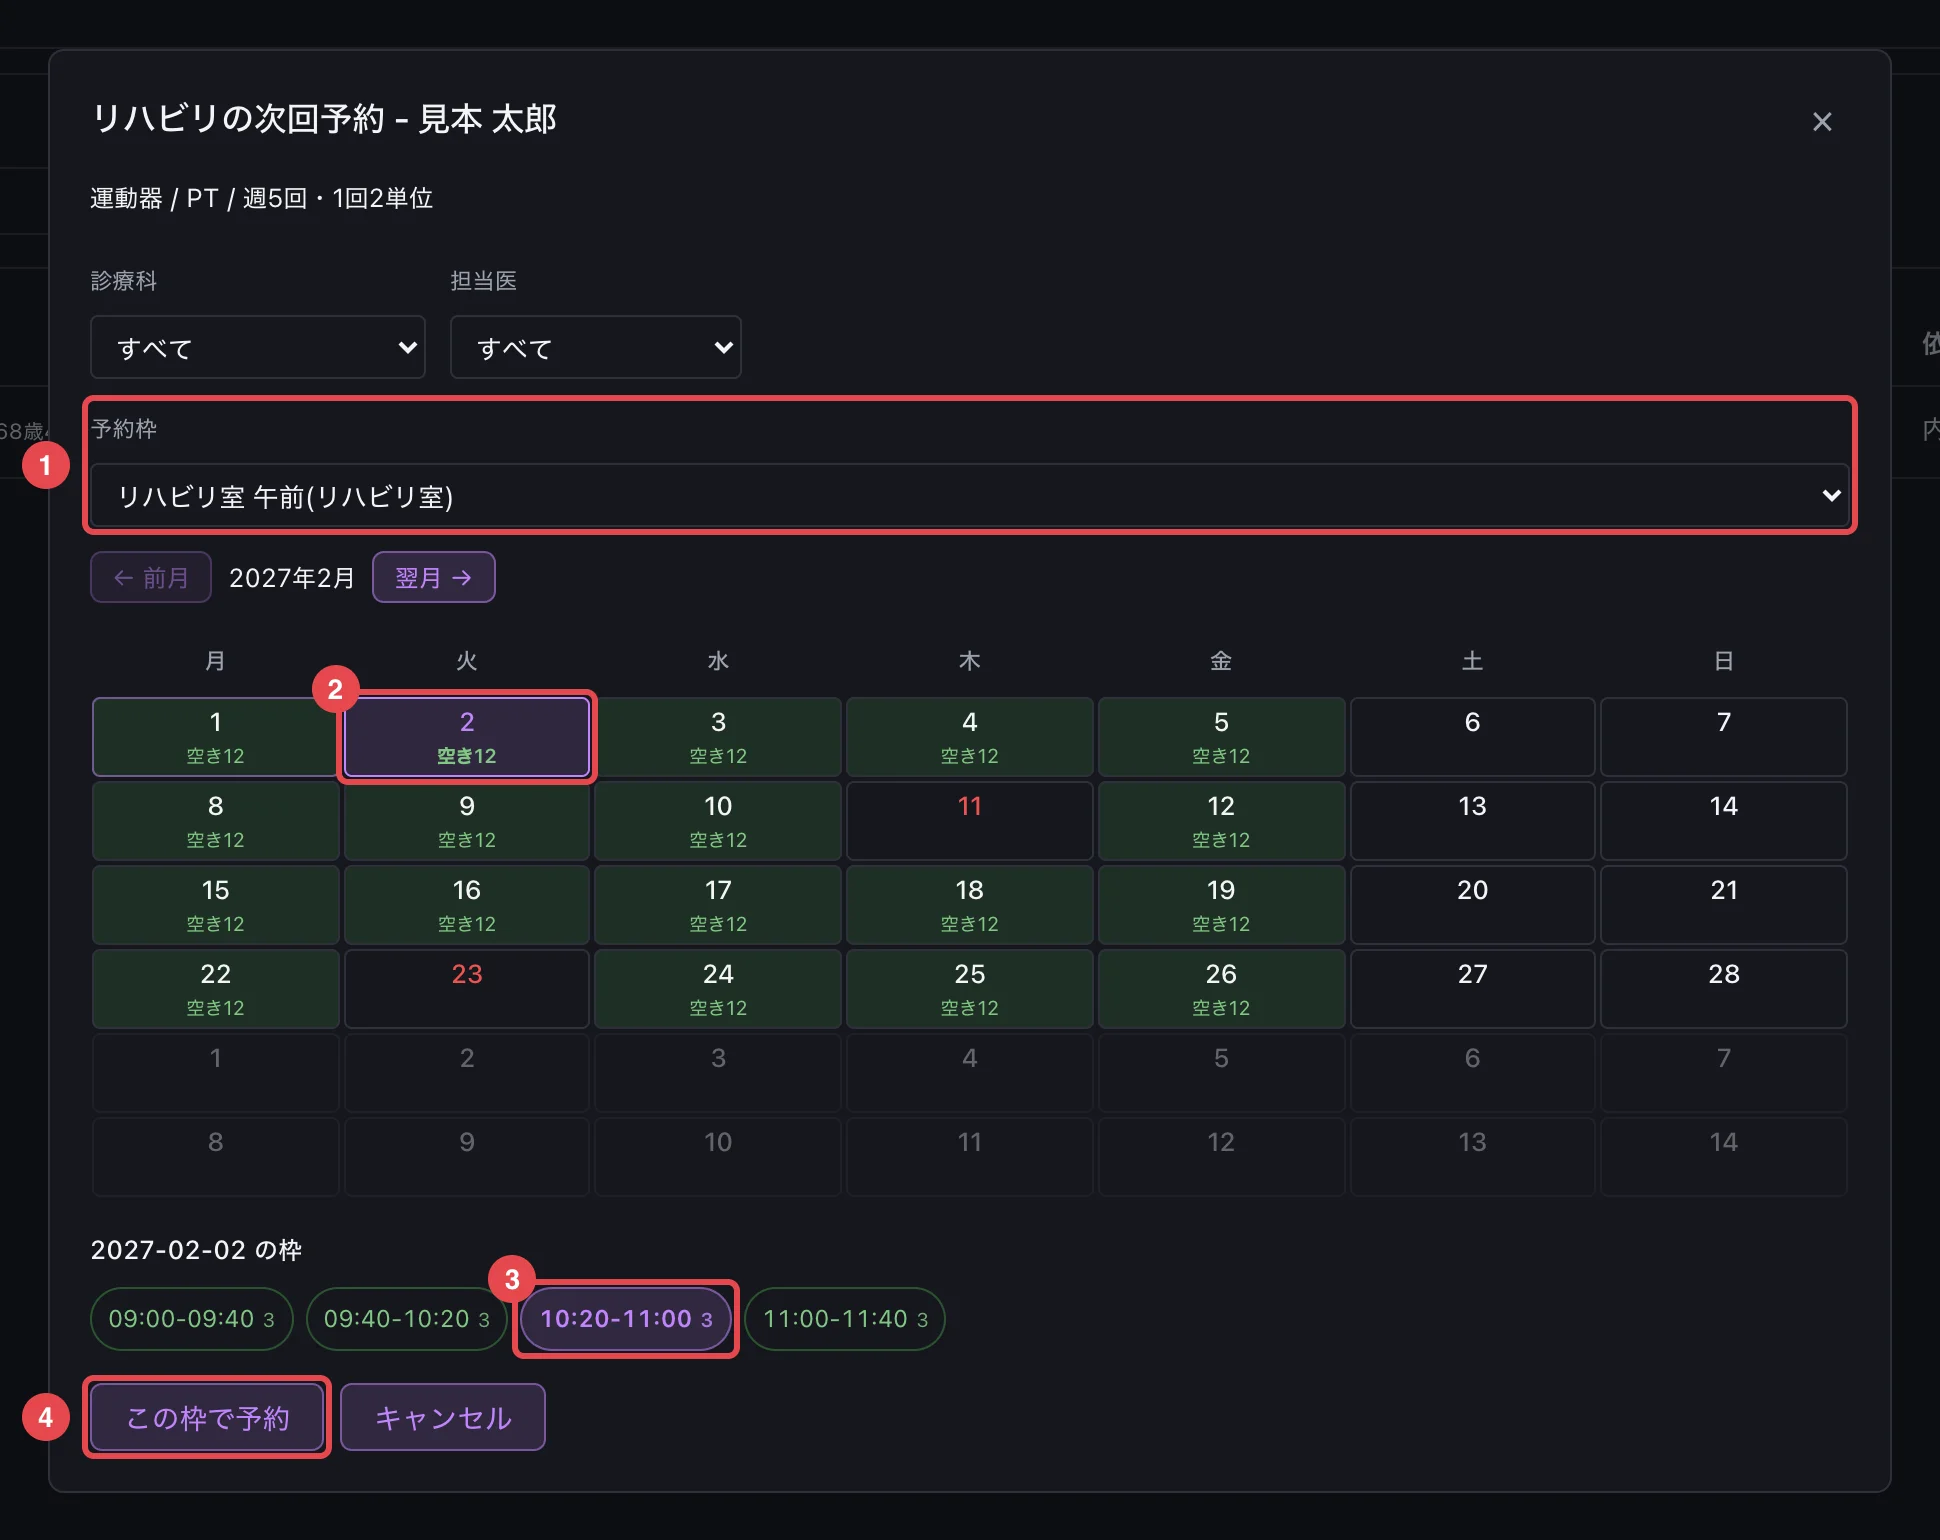 リハビリの次回予約 - 見本 太郎
×
運動器 / PT / 週5回・1回2単位
診療科 担当医
すべて すべて
予約枠
68歳
1
リハビリ室 午前(リハビリ室)
← 前月 2027年2月 翌月 →
月 火 水 木 金 土 日
2
1 2 3 4 5 6 7
空き12 空き12 空き12 空き12 空き12
8 9 10 11 12 13 14
空き12 空き12 空き12 空き12
15 16 17 18 19 20 21
空き12 空き12 空き12 空き12 空き12
22 23 24 25 26 27 28
空き12 空き12 空き12 空き12
1 2 3 4 5 6 7
8 9 10 11 12 13 14
2027-02-02 の枠
3
09:00-09:40 3 09:40-10:20 3 10:20-11:00 3 11:00-11:40 3
4
この枠で予約 キャンセル